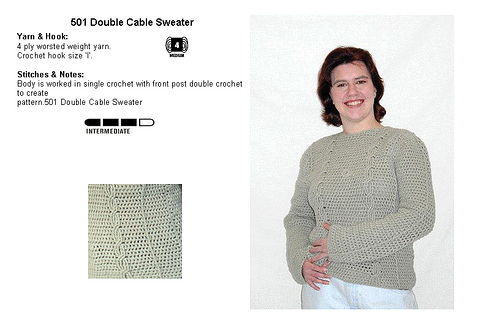 501 Double Cable Sweater
Yarn & Hook:
4 ply worsted weight yarn.
Crochet hook size 'I'.
4
MEDIUM
Stitches & Notes:
Body is worked in single crochet with front post double crochet
to create
pattern.501 Double Cable Sweater
INTERMEDIATE